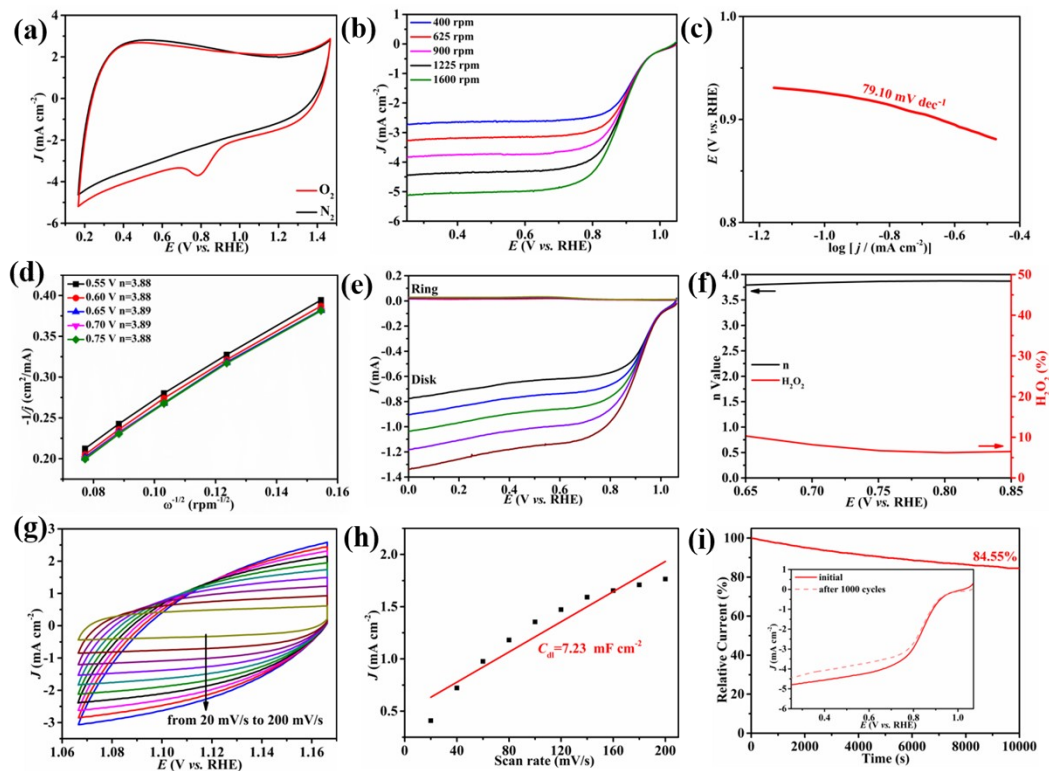 (a)
J (mA cm⁻²)
4
2
0
-2
-4
-6
0.2 0.4 0.6 0.8 1.0 1.2 1.4
E (V vs. RHE)
O₂
N₂
(b)
J (mA cm⁻²)
1
0
-1
-2
-3
-4
-5
-6
0.4 0.6 0.8 1.0
E (V vs. RHE)
400 rpm
625 rpm
900 rpm
1225 rpm
1600 rpm
(c)
E (V vs. RHE)
1.0
0.9
0.8
-1.2 -1.0 -0.8 -0.6 -0.4
log [j / (mA cm⁻²)]
79.10 mV dec⁻¹
(d)
-1/j (cm²/mA)
0.40
0.35
0.30
0.25
0.20
0.08 0.10 0.12 0.14 0.16
ω⁻¹/² (rpm⁻¹/²)
0.55 V n=3.88
0.60 V n=3.88
0.65 V n=3.89
0.70 V n=3.89
0.75 V n=3.88
(e)
I (mA)
0.2
0.0
-0.2
-0.4
-0.6
-0.8
-1.0
-1.2
-1.4
0.0 0.2 0.4 0.6 0.8 1.0
E (V vs. RHE)
Ring
Disk
(f)
n Value
4.0
3.5
3.0
2.5
2.0
1.5
1.0
0.5
0.0
0.65 0.70 0.75 0.80 0.85
E (V vs. RHE)
n
H₂O₂
50
40
30
20
10
0
H₂O₂ (%)
(g)
J (mA cm⁻²)
3
2
1
0
-1
-2
-3
1.06 1.08 1.10 1.12 1.14 1.16
E (V vs. RHE)
from 20 mV/s to 200 mV/s
(h)
J (mA cm⁻²)
2.0
1.5
1.0
0.5
0 40 80 120 160 200
Scan rate (mV/s)
Cdl=7.23 mF cm⁻²
(i)
Relative Current (%)
100
80
60
40
20
0
0 2000 4000 6000 8000 10000
Time (s)
84.55%
initial
after 1000 cycles
J (mA cm⁻²)
1
0
-1
-2
-3
-4
-5
-6
0.4 0.6 0.8 1.0
E (V vs. RHE)